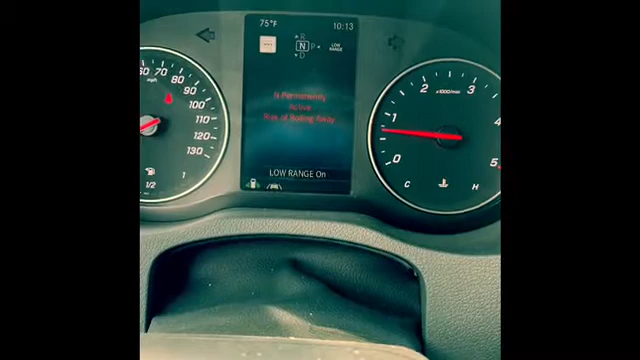 75°F 10:13
R
N P LOW RANGE
D
N Permanently
active
Risk of Rolling Away
LOW RANGE On
60 70 80 90 100 110 120 130
mph
1/2 1
0 1 2 3 4 5
x1000/min
C H